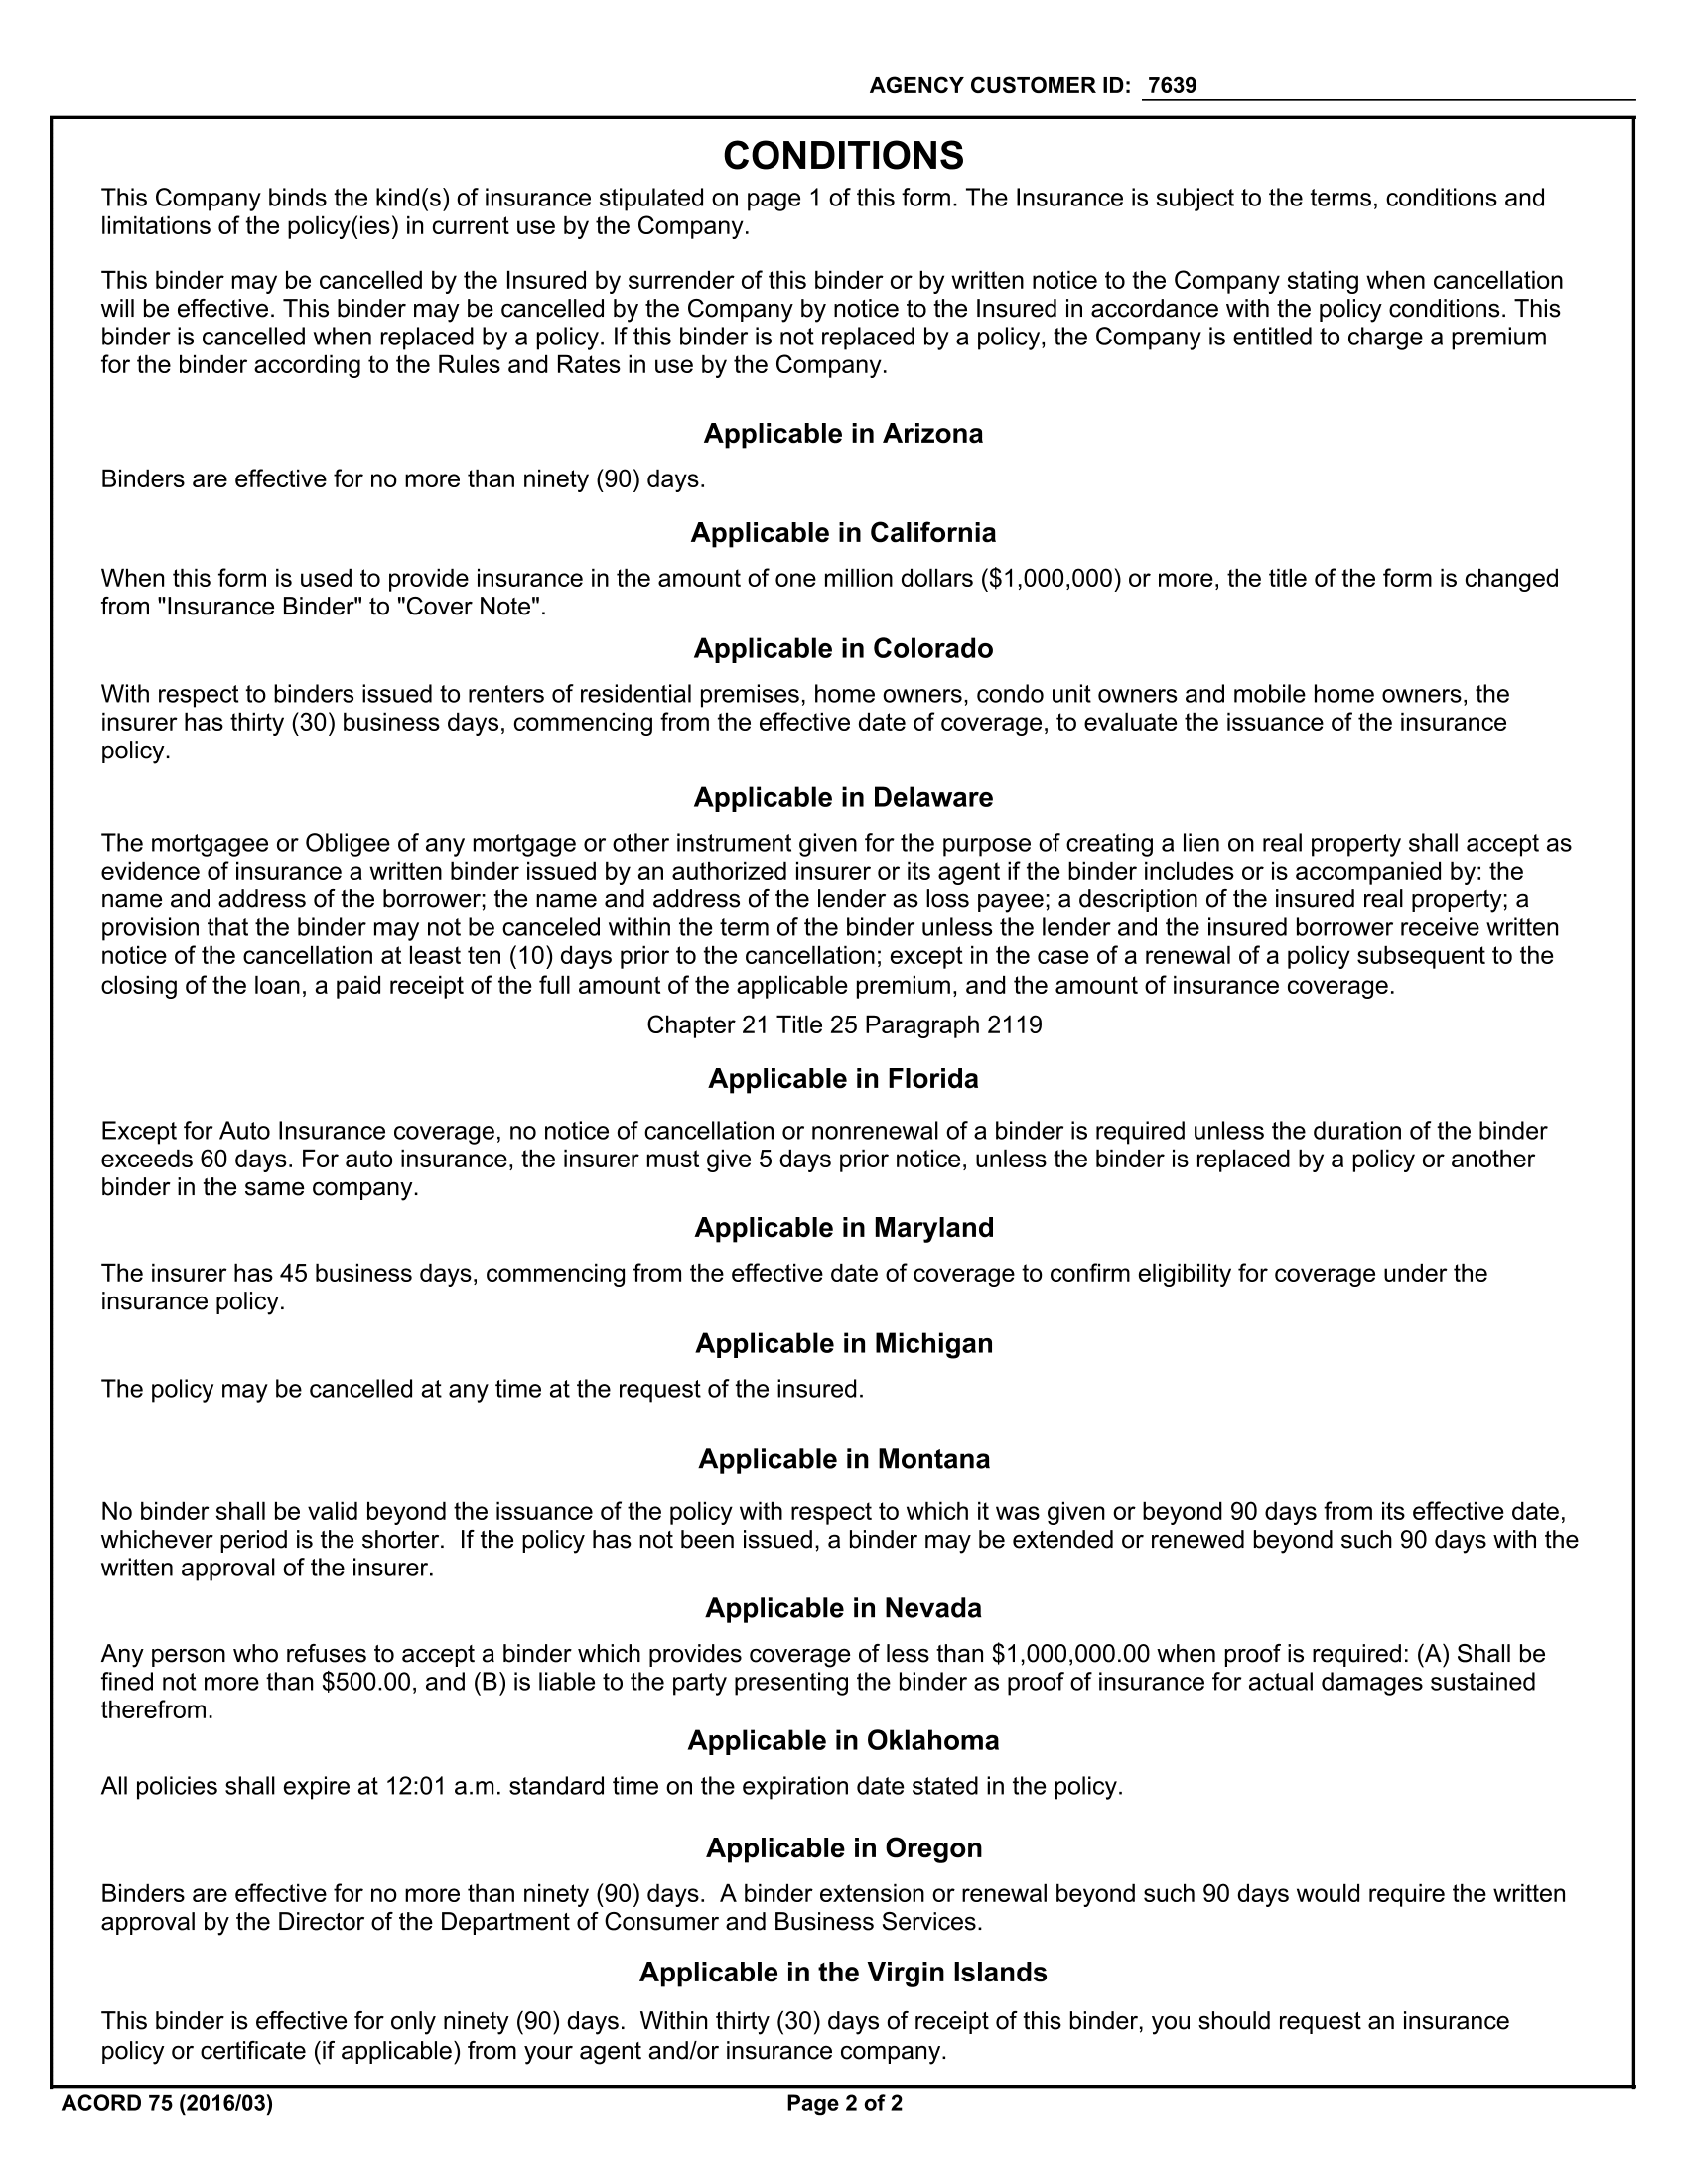 AGENCY CUSTOMER ID: 7639
CONDITIONS
This Company binds the kind(s) of insurance stipulated on page 1 of this form. The Insurance is subject to the terms, conditions and
limitations of the policy(ies) in current use by the Company.
This binder may be cancelled by the Insured by surrender of this binder or by written notice to the Company stating when cancellation
will be effective. This binder may be cancelled by the Company by notice to the Insured in accordance with the policy conditions. This
binder is cancelled when replaced by a policy. If this binder is not replaced by a policy, the Company is entitled to charge a premium
for the binder according to the Rules and Rates in use by the Company.
Applicable in Arizona
Binders are effective for no more than ninety (90) days.
Applicable in California
When this form is used to provide insurance in the amount of one million dollars ($1,000,000) or more, the title of the form is changed
from "Insurance Binder" to "Cover Note".
Applicable in Colorado
With respect to binders issued to renters of residential premises, home owners, condo unit owners and mobile home owners, the
insurer has thirty (30) business days, commencing from the effective date of coverage, to evaluate the issuance of the insurance
policy.
Applicable in Delaware
The mortgagee or Obligee of any mortgage or other instrument given for the purpose of creating a lien on real property shall accept as
evidence of insurance a written binder issued by an authorized insurer or its agent if the binder includes or is accompanied by: the
name and address of the borrower; the name and address of the lender as loss payee; a description of the insured real property; a
provision that the binder may not be canceled within the term of the binder unless the lender and the insured borrower receive written
notice of the cancellation at least ten (10) days prior to the cancellation; except in the case of a renewal of a policy subsequent to the
closing of the loan, a paid receipt of the full amount of the applicable premium, and the amount of insurance coverage.
Chapter 21 Title 25 Paragraph 2119
Applicable in Florida
Except for Auto Insurance coverage, no notice of cancellation or nonrenewal of a binder is required unless the duration of the binder
exceeds 60 days. For auto insurance, the insurer must give 5 days prior notice, unless the binder is replaced by a policy or another
binder in the same company.
Applicable in Maryland
The insurer has 45 business days, commencing from the effective date of coverage to confirm eligibility for coverage under the
insurance policy.
Applicable in Michigan
The policy may be cancelled at any time at the request of the insured.
Applicable in Montana
No binder shall be valid beyond the issuance of the policy with respect to which it was given or beyond 90 days from its effective date,
whichever period is the shorter.  If the policy has not been issued, a binder may be extended or renewed beyond such 90 days with the
written approval of the insurer.
Applicable in Nevada
Any person who refuses to accept a binder which provides coverage of less than $1,000,000.00 when proof is required: (A) Shall be
fined not more than $500.00, and (B) is liable to the party presenting the binder as proof of insurance for actual damages sustained
therefrom.
Applicable in Oklahoma
All policies shall expire at 12:01 a.m. standard time on the expiration date stated in the policy.
Applicable in Oregon
Binders are effective for no more than ninety (90) days.  A binder extension or renewal beyond such 90 days would require the written
approval by the Director of the Department of Consumer and Business Services.
Applicable in the Virgin Islands
This binder is effective for only ninety (90) days.  Within thirty (30) days of receipt of this binder, you should request an insurance
policy or certificate (if applicable) from your agent and/or insurance company.
ACORD 75 (2016/03)
Page 2 of 2